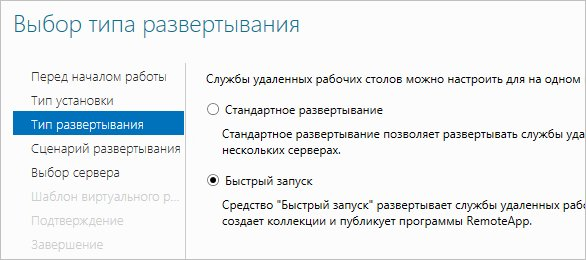 Выбор типа развертывания
Перед началом работы
Тип установки
Тип развертывания
Сценарий развертывания
Выбор сервера
Шаблон виртуального р...
Подтверждение
Завершение
Службы удаленных рабочих столов можно настроить для на одном
Стандартное развертывание
Стандартное развертывание позволяет развертывать службы уда
нескольких серверах.
Быстрый запуск
Средство "Быстрый запуск" развертывает службы удаленных рабо
создает коллекции и публикует программы RemoteApp.